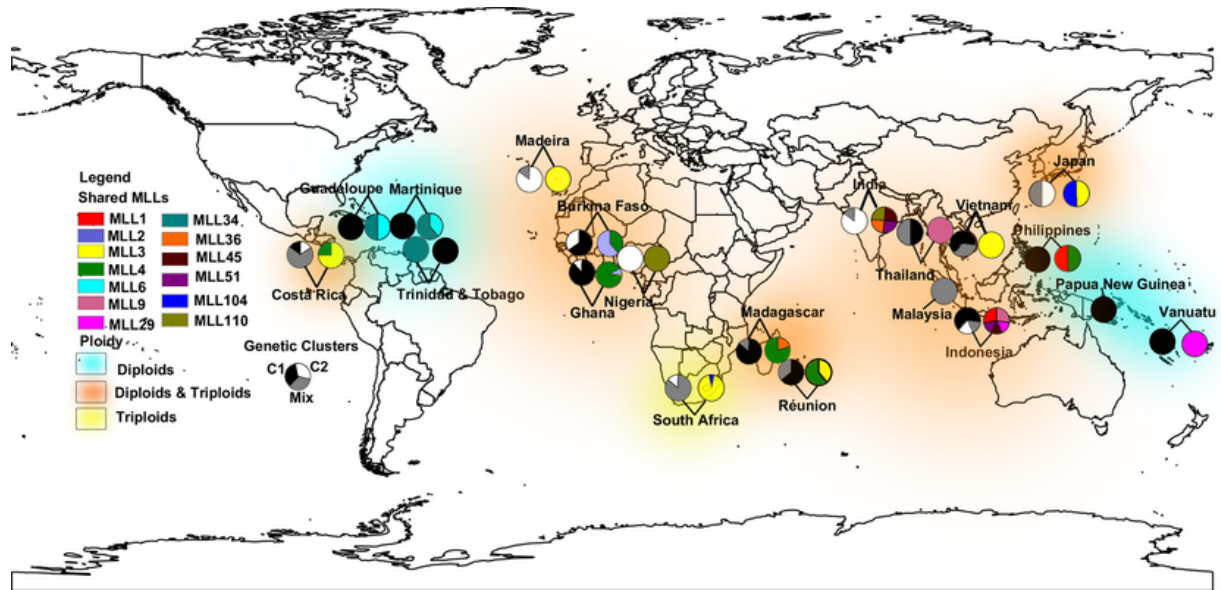 Madeira
Japan
Legend
Shared MLLs
Guadeloupe Martinique
India
MLL1
MLL34
Burkina Faso
Vietnam
MLL2
MLL36
MLL3
MLL45
Philippines
MLL4
MLL51
Thailand
MLL6
MLL104
Costa Rica
Trinidad & Tobago
Nigeria
Papua New Guinea
MLL9
MLL110
Ghana
Madagascar
Malaysia
Vanuatu
MLL29
Ploidy
Genetic Clusters
Indonesia
Diploids
C1 C2
Mix
Diploids & Triploids
Réunion
Triploids
South Africa